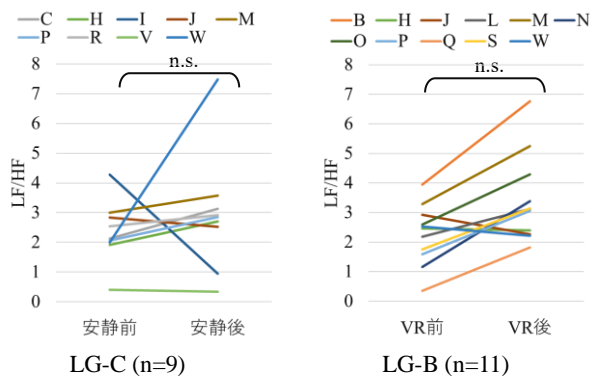 C H I J M
P R V W
n.s.
LF/HF
8
7
6
5
4
3
2
1
0
安静前 安静後
LG-C (n=9)
B H J L M N
O P Q S W
n.s.
LF/HF
8
7
6
5
4
3
2
1
0
VR前 VR後
LG-B (n=11)